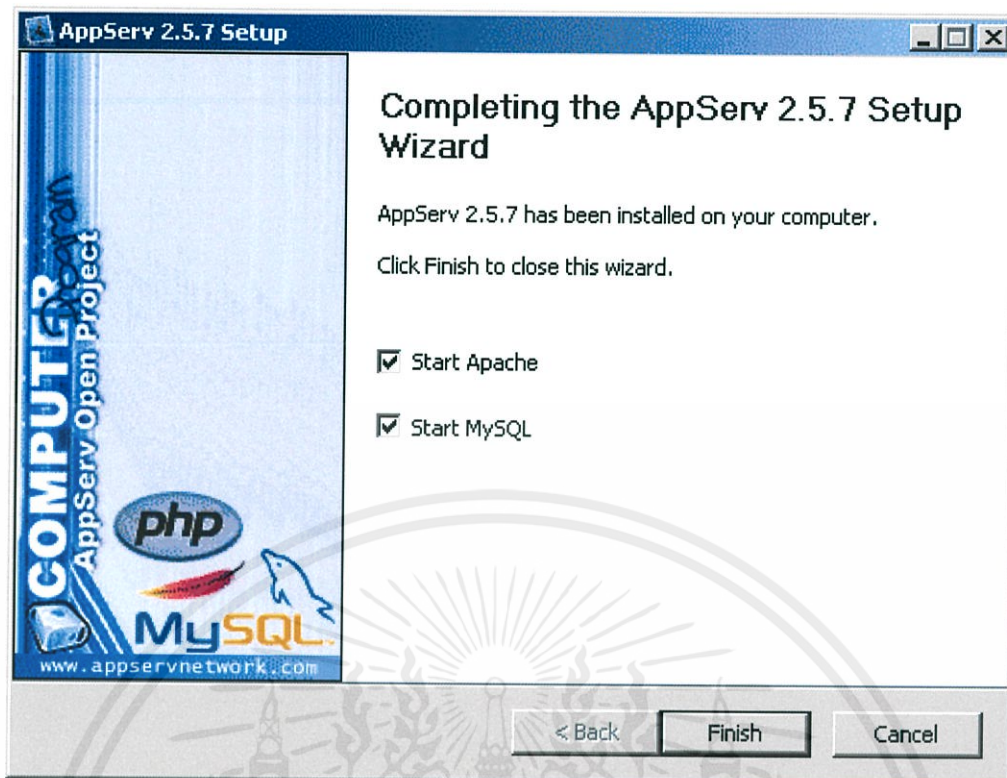 AppServ 2.5.7 Setup
Completing the AppServ 2.5.7 Setup
Wizard
AppServ 2.5.7 has been installed on your computer.
Click Finish to close this wizard.
Start Apache
Start MySQL
COMPUTER
AppServ Open Project
php
MySQL
www.appservnetwork.com
< Back
Finish
Cancel